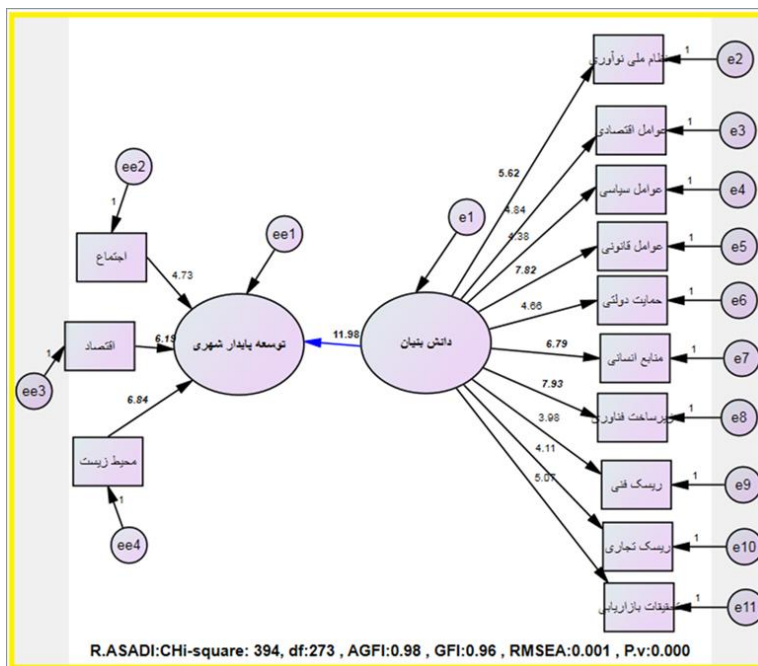 نظام ملی نوآوری
1
e2
5.62
عوامل اقتصادی
1
e3
4.84
عوامل سیاسی
1
e4
4.38
ee2
1
اجتماع
4.73
ee1
e1
عوامل قانونی
1
e5
7.82
حمایت دولتی
1
e6
4.66
اقتصاد
1
ee3
6.19
توسعه پایدار شهری
11.98
دانش بنیان
منابع انسانی
1
e7
6.79
زیرساخت فناوری
1
e8
7.93
محیط زیست
6.84
1
ee4
ریسک فنی
1
e9
3.98
ریسک تجاری
1
e10
4.11
تحقیقات بازاریابی
1
e11
5.07
R.ASADI:CHi-square: 394, df:273 , AGFI:0.98 , GFI:0.96 , RMSEA:0.001 , P.v:0.000